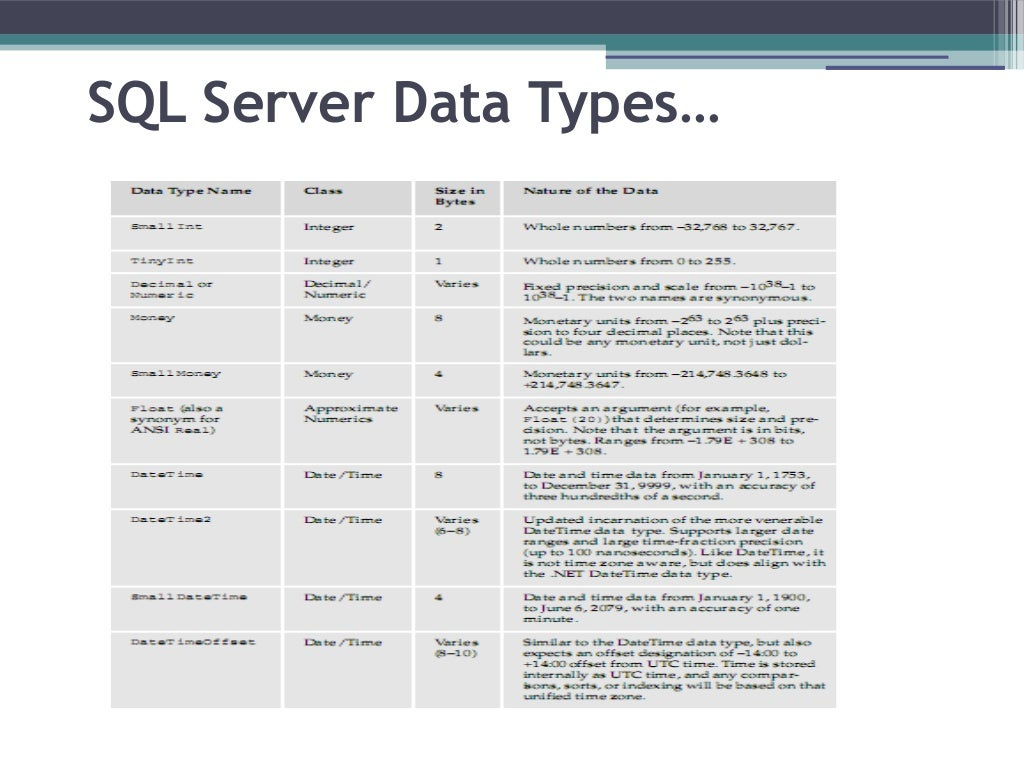 SQL Server Data Types…
Data Type Name Class Size in Nature of the Data
Bytes
SmallInt Integer 2 Whole numbers from –32,768 to 32,767.
TinyInt Integer 1 Whole numbers from 0 to 255.
Decimal or Decimal/ Varies Fixed precision and scale from –10³⁸–1 to
Numeric Numeric 10³⁸–1. The two names are synonymous.
Money Money 8 Monetary units from –2⁶³ to 2⁶³ plus preci-
sion to four decimal places. Note that this
could be any monetary unit, not just dol-
lars.
SmallMoney Money 4 Monetary units from –214,748.3648 to
+214,748.3647.
Float (also a Approximate Varies Accepts an argument (for example,
synonym for Numerics Float(20)) that determines size and pre-
ANSI Real) cision. Note that the argument is in bits,
not bytes. Ranges from –1.79E + 308 to
1.79E + 308.
DateTime Date/Time 8 Date and time data from January 1, 1753,
to December 31, 9999, with an accuracy of
three hundredths of a second.
DateTime2 Date/Time Varies Updated incarnation of the more venerable
(6–8) DateTime data type. Supports larger date
ranges and large time-fraction precision
(up to 100 nanoseconds). Like DateTime, it
is not time zone aware, but does align with
the .NET DateTime data type.
SmallDateTime Date/Time 4 Date and time data from January 1, 1900,
to June 6, 2079, with an accuracy of one
minute.
DateTimeOffset Date/Time Varies Similar to the DateTime data type, but also
(8–10) expects an offset designation of –14:00 to
+14:00 offset from UTC time. Time is stored
internally as UTC time, and any compar-
isons, sorts, or indexing will be based on that
unified time zone.